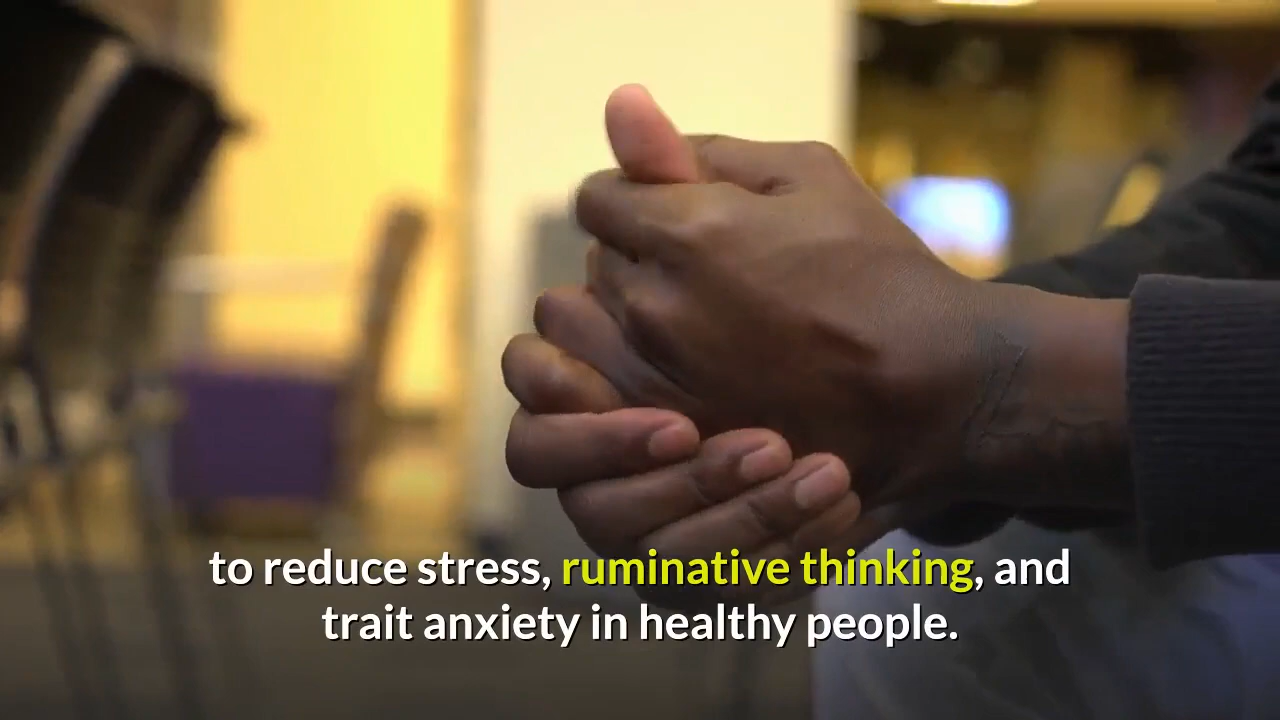 to reduce stress, ruminative thinking, and
trait anxiety in healthy people.